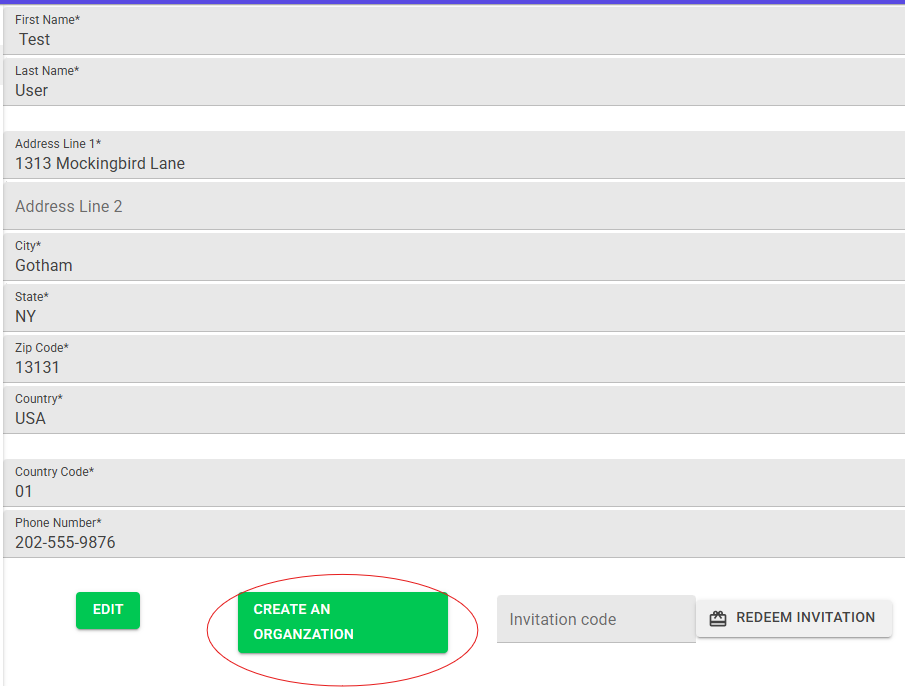 First Name*
Test
Last Name*
User
Address Line 1*
1313 Mockingbird Lane
Address Line 2
City*
Gotham
State*
NY
Zip Code*
13131
Country*
USA
Country Code*
01
Phone Number*
202-555-9876
EDIT
CREATE AN
ORGANZATION
Invitation code
REDEEM INVITATION